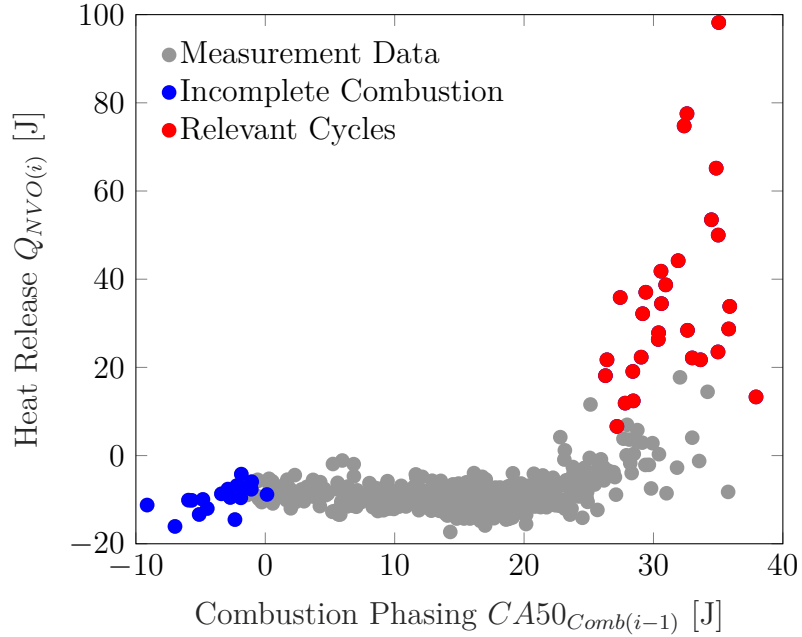 100
80
60
40
20
0
−20
Heat Release Q_{NVO(i)} [J]
Measurement Data
Incomplete Combustion
Relevant Cycles
−10 0 10 20 30 40
Combustion Phasing CA50_{Comb(i−1)} [J]